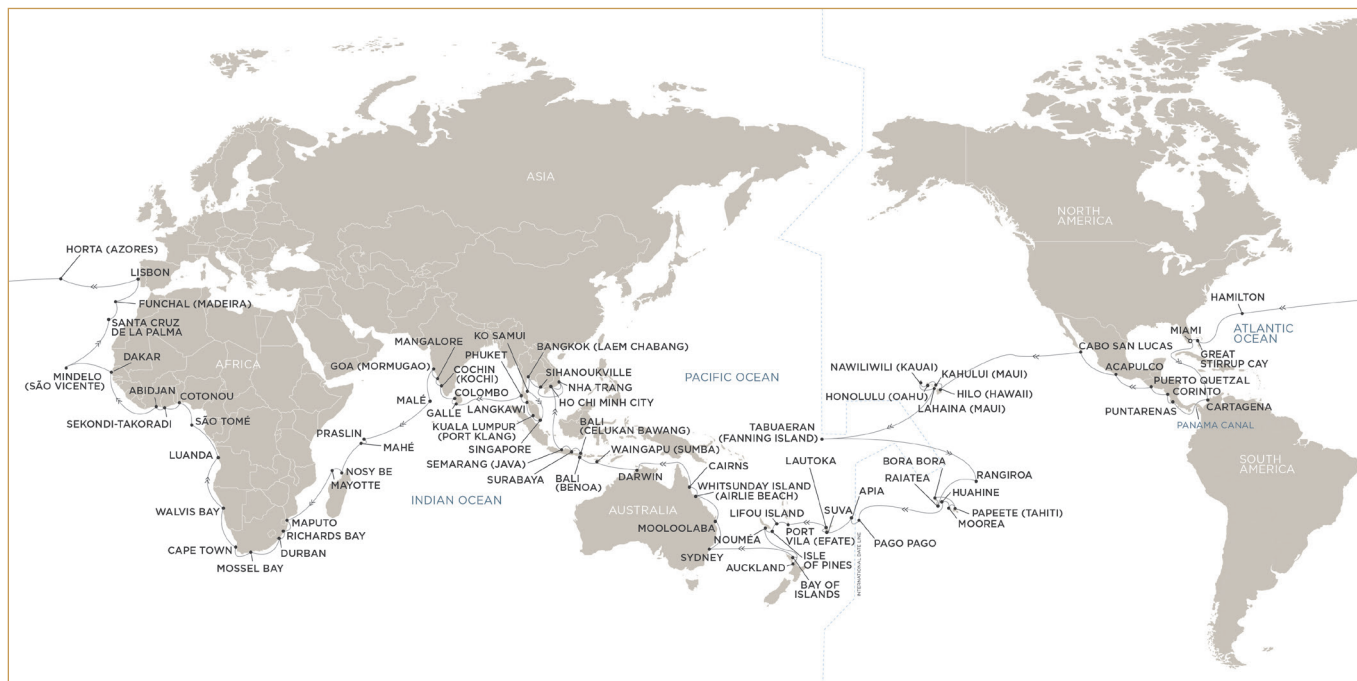 ASIA
NORTH
AMERICA
HORTA (AZORES)
LISBON
FUNCHAL (MADEIRA)
SANTA CRUZ
DE LA PALMA
DAKAR
AFRICA
MINDELO
(SÃO VICENTE)
ABIDJAN
COTONOU
SEKONDI-TAKORADI
SÃO TOMÉ
LUANDA
WALVIS BAY
CAPE TOWN
MOSSEL BAY
DURBAN
RICHARDS BAY
MAPUTO
MAYOTTE
NOSY BE
MAHÉ
PRASLIN
MALÉ
GOA (MORMUGAO)
MANGALORE
COCHIN
(KOCHI)
COLOMBO
GALLE
PHUKET
KO SAMUI
LANGKAWI
KUALA LUMPUR
(PORT KLANG)
SINGAPORE
BANGKOK (LAEM CHABANG)
SIHANOUKVILLE
NHA TRANG
HO CHI MINH CITY
SEMARANG (JAVA)
SURABAYA
BALI
(CELUKAN BAWANG)
BALI
(BENOA)
WAINGAPU (SUMBA)
DARWIN
INDIAN OCEAN
AUSTRALIA
CAIRNS
WHITSUNDAY ISLAND
(AIRLIE BEACH)
MOOLOOLABA
SYDNEY
AUCKLAND
BAY OF
ISLANDS
NOUMÉA
ISLE
OF PINES
LIFOU ISLAND
PORT
VILA (EFATE)
LAUTOKA
SUVA
APIA
PAGO PAGO
INTERNATIONAL DATE LINE
PACIFIC OCEAN
TABUAERAN
(FANNING ISLAND)
BORA BORA
RAIATEA
HUAHINE
RANGIROA
PAPEETE (TAHITI)
MOOREA
NAWILIWILI (KAUAI)
KAHULUI (MAUI)
HONOLULU (OAHU)
HILO (HAWAII)
LAHAINA (MAUI)
CABO SAN LUCAS
ACAPULCO
PUERTO QUETZAL
CORINTO
PUNTARENAS
CARTAGENA
PANAMA CANAL
MIAMI
GREAT
STIRRUP CAY
HAMILTON
ATLANTIC
OCEAN
SOUTH
AMERICA